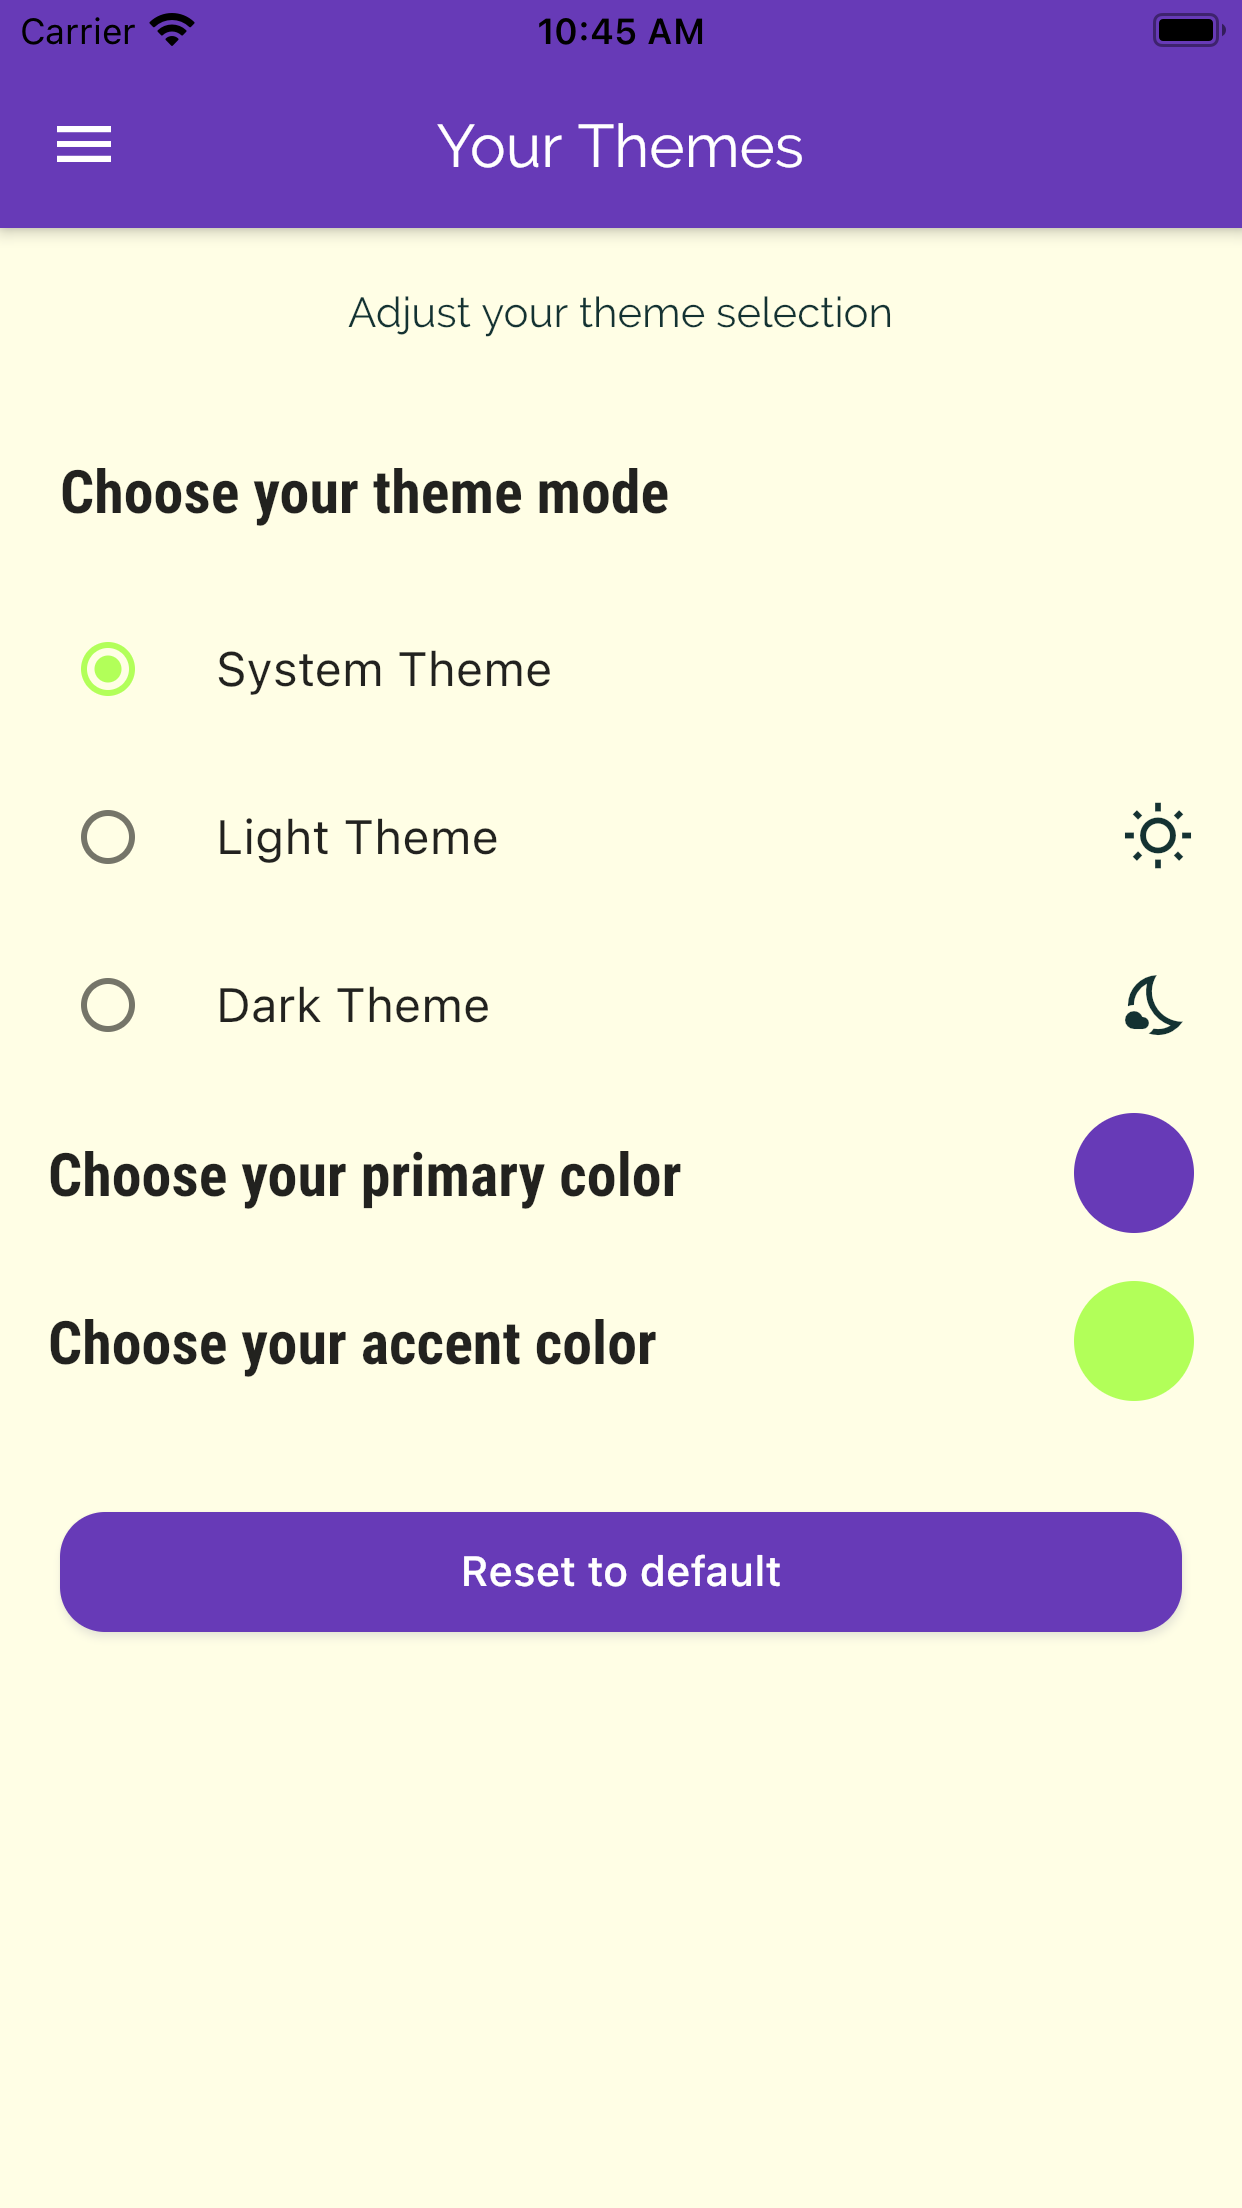 Carrier
10:45 AM
Your Themes
Adjust your theme selection
Choose your theme mode
System Theme
Light Theme
Dark Theme
Choose your primary color
Choose your accent color
Reset to default